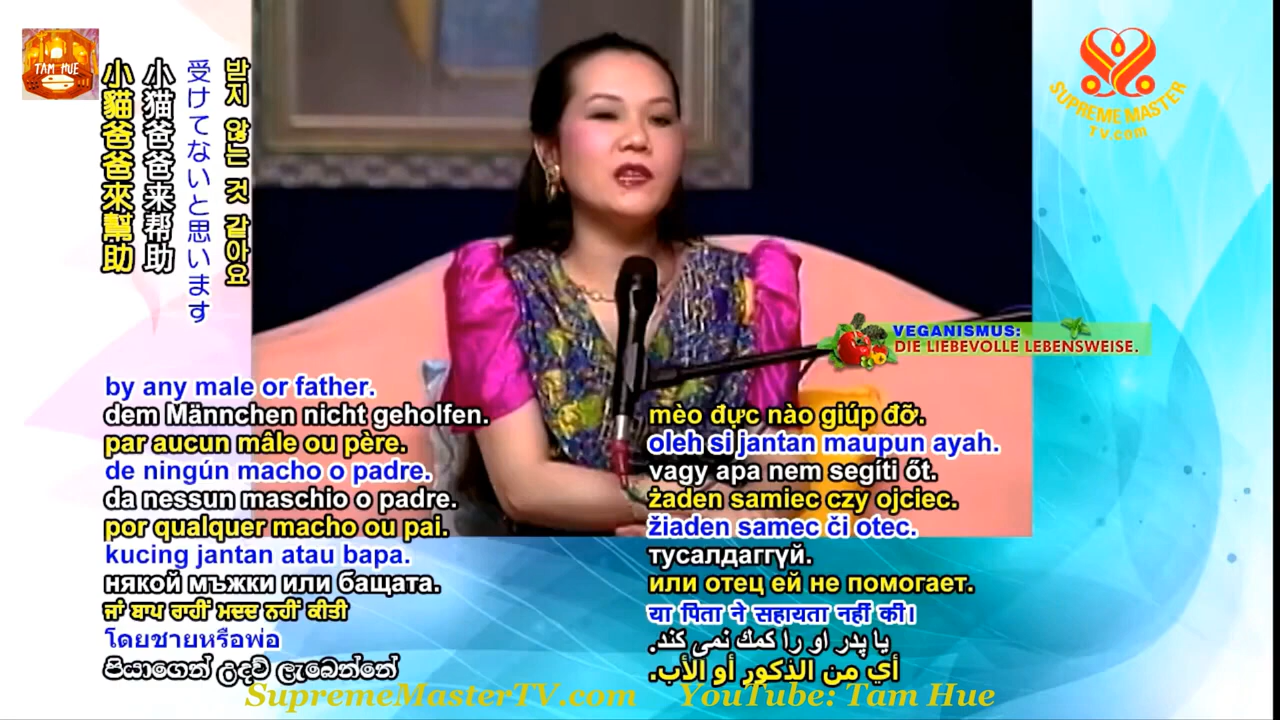 TAM HUE
小貓爸爸來幫助
小猫爸爸来帮助
受けてないと思います
받지 않는 것 같아요
SUPREME MASTER
TV.com
VEGANISMUS:
DIE LIEBEVOLLE LEBENSWEISE.
by any male or father.
dem Männchen nicht geholfen.
par aucun mâle ou père.
de ningún macho o padre.
da nessun maschio o padre.
por qualquer macho ou pai.
kucing jantan atau bapa.
някой мъжки или бащата.
ਜਾਂ ਬਾਪ ਰਾਹੀਂ ਮਦਦ ਨਹੀਂ ਕੀਤੀ
โดยชายหรือพ่อ
පියාගෙන් උදව් ලැබෙන්නේ
mèo đực nào giúp đỡ.
oleh si jantan maupun ayah.
vagy apa nem segíti őt.
żaden samiec czy ojciec.
žiaden samec či otec.
тусалдаггүй.
или отец ей не помогает.
या पिता ने सहायता नहीं की।
یا پدر او را کمک نمی کند.
أي من الذكور أو الأب.
SupremeMasterTV.com YouTube: Tam Hue